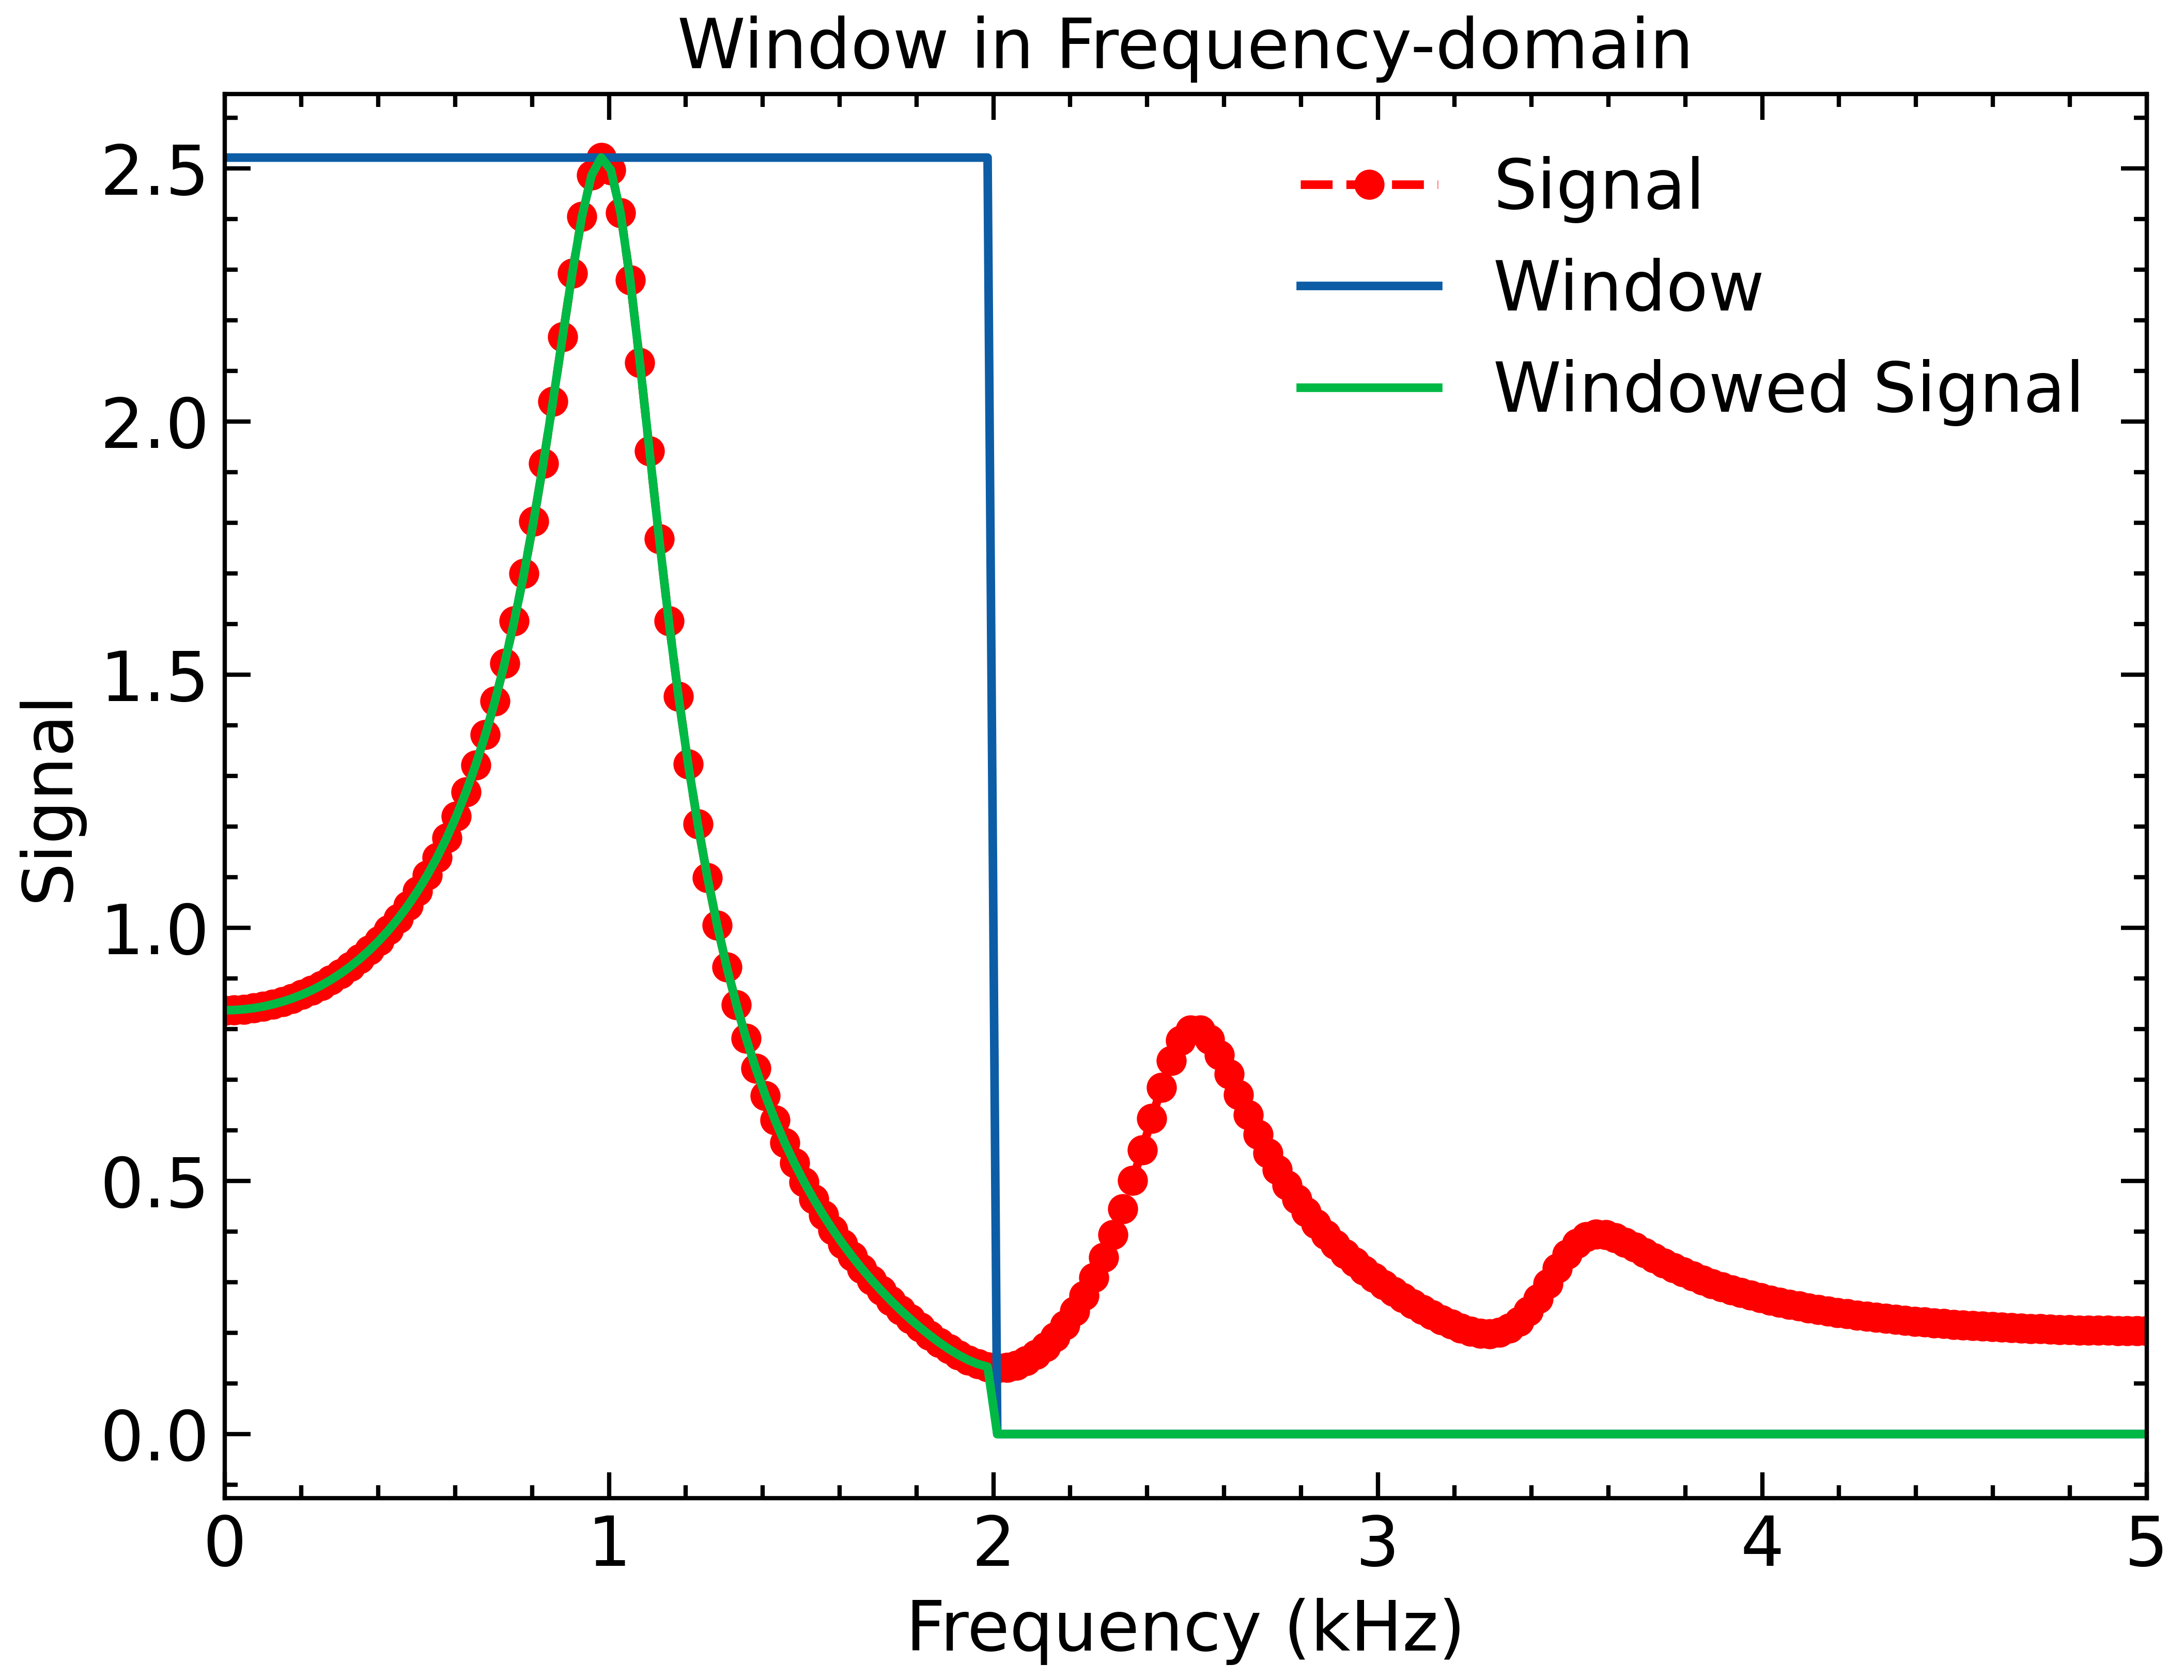 Window in Frequency-domain
Signal
Window
Windowed Signal
2.5
2.0
1.5
1.0
0.5
0.0
Signal
0 1 2 3 4 5
Frequency (kHz)